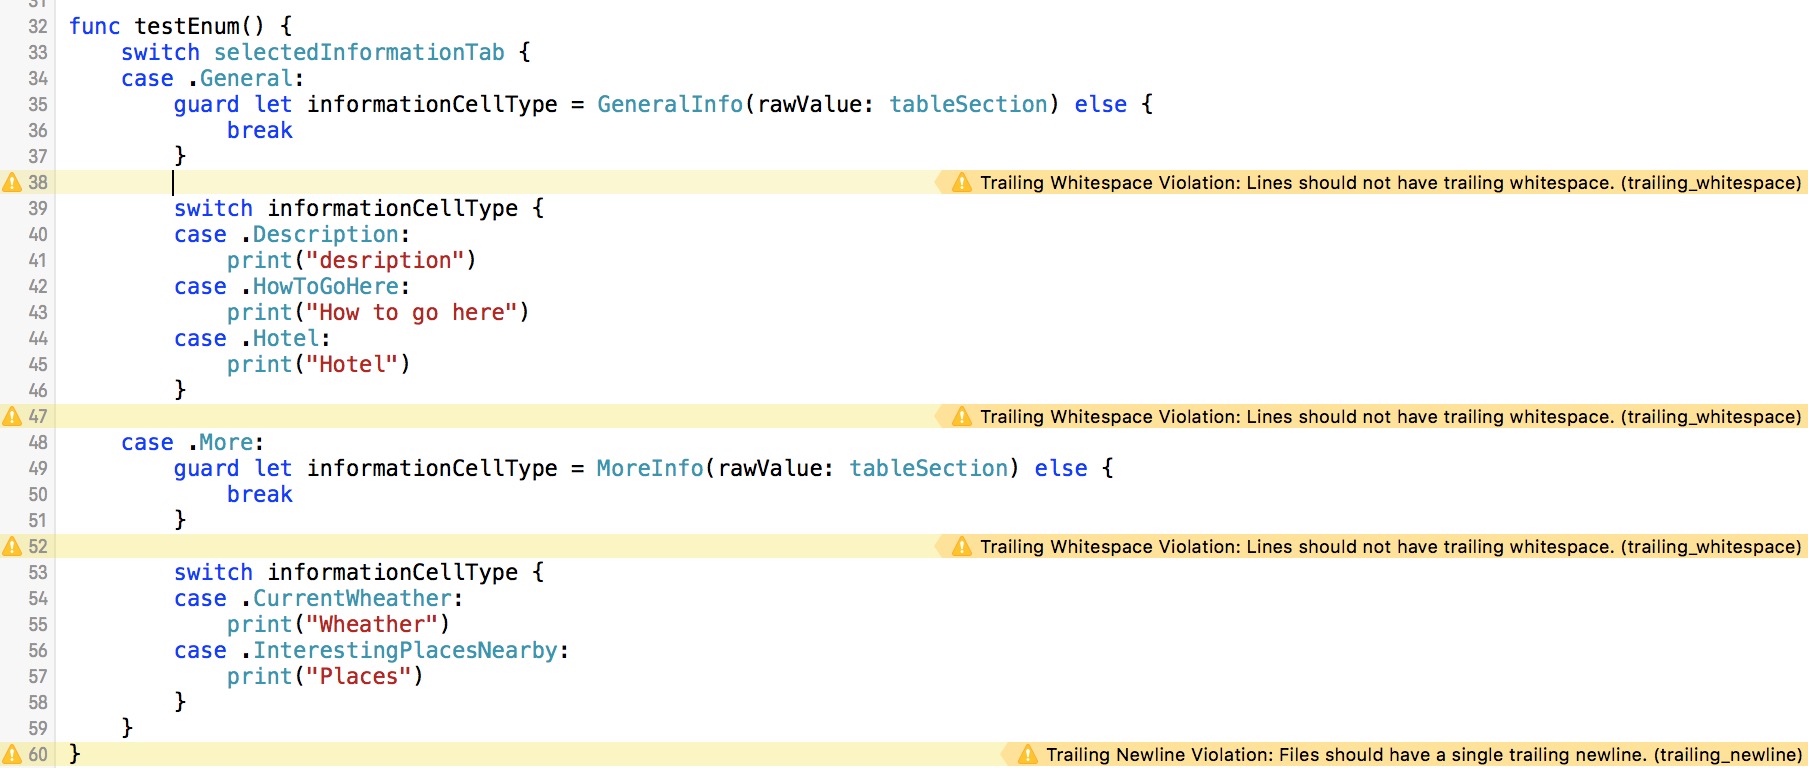 31
32 func testEnum() {
33     switch selectedInformationTab {
34     case .General:
35         guard let informationCellType = GeneralInfo(rawValue: tableSection) else {
36             break
37         }
38 Trailing Whitespace Violation: Lines should not have trailing whitespace. (trailing_whitespace)
39         switch informationCellType {
40         case .Description:
41             print("desription")
42         case .HowToGoHere:
43             print("How to go here")
44         case .Hotel:
45             print("Hotel")
46         }
47 Trailing Whitespace Violation: Lines should not have trailing whitespace. (trailing_whitespace)
48     case .More:
49         guard let informationCellType = MoreInfo(rawValue: tableSection) else {
50             break
51         }
52 Trailing Whitespace Violation: Lines should not have trailing whitespace. (trailing_whitespace)
53         switch informationCellType {
54         case .CurrentWheather:
55             print("Wheather")
56         case .InterestingPlacesNearby:
57             print("Places")
58         }
59     }
60 } Trailing Newline Violation: Files should have a single trailing newline. (trailing_newline)